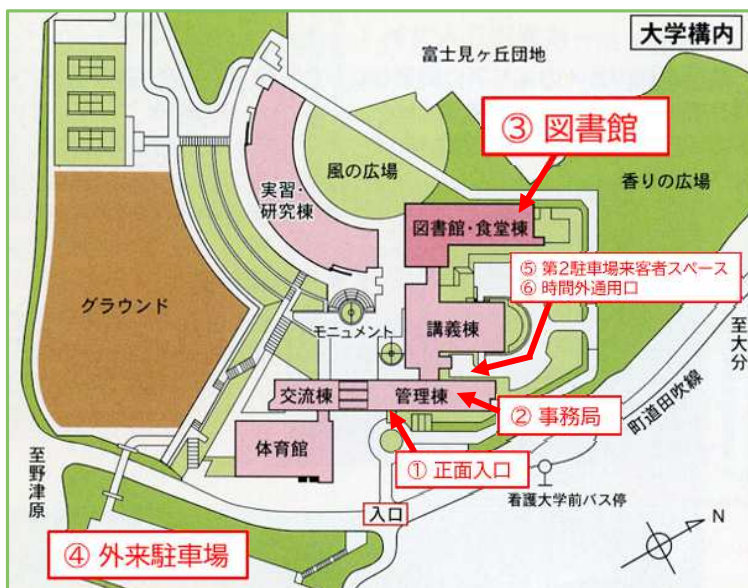 大学構内
富士見ヶ丘団地
③ 図書館
風の広場
香りの広場
実習・
研究棟
図書館・食堂棟
⑤ 第2駐車場来客者スペース
⑥ 時間外通用口
グラウンド
モニュメント
講義棟
至大分
交流棟
管理棟
町道田吹線
② 事務局
体育館
① 正面入口
至野津原
看護大学前バス停
入口
④ 外来駐車場
N